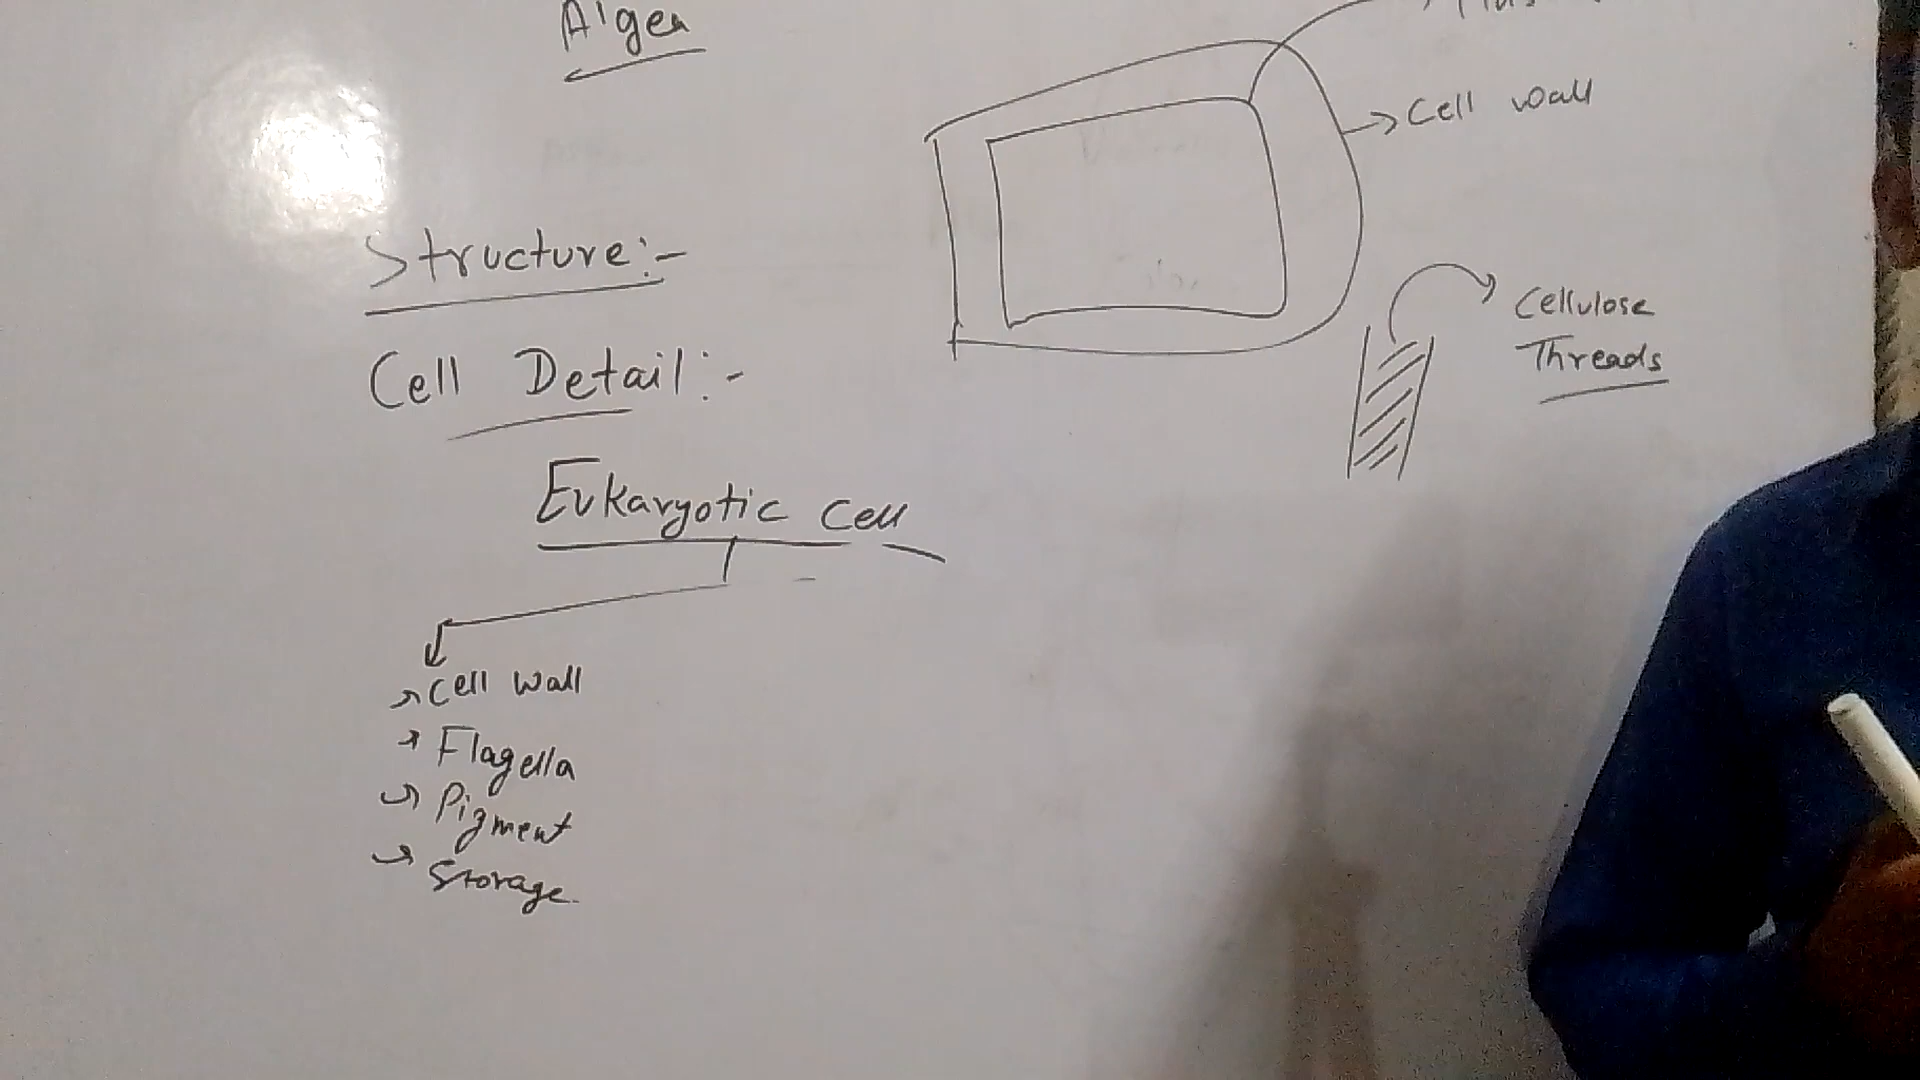 Algea
Cell wall
Structure:-
Cellulose
Threads
Cell Detail:-
Eukaryotic Cell
Cell wall
Flagella
Pigment
Storage